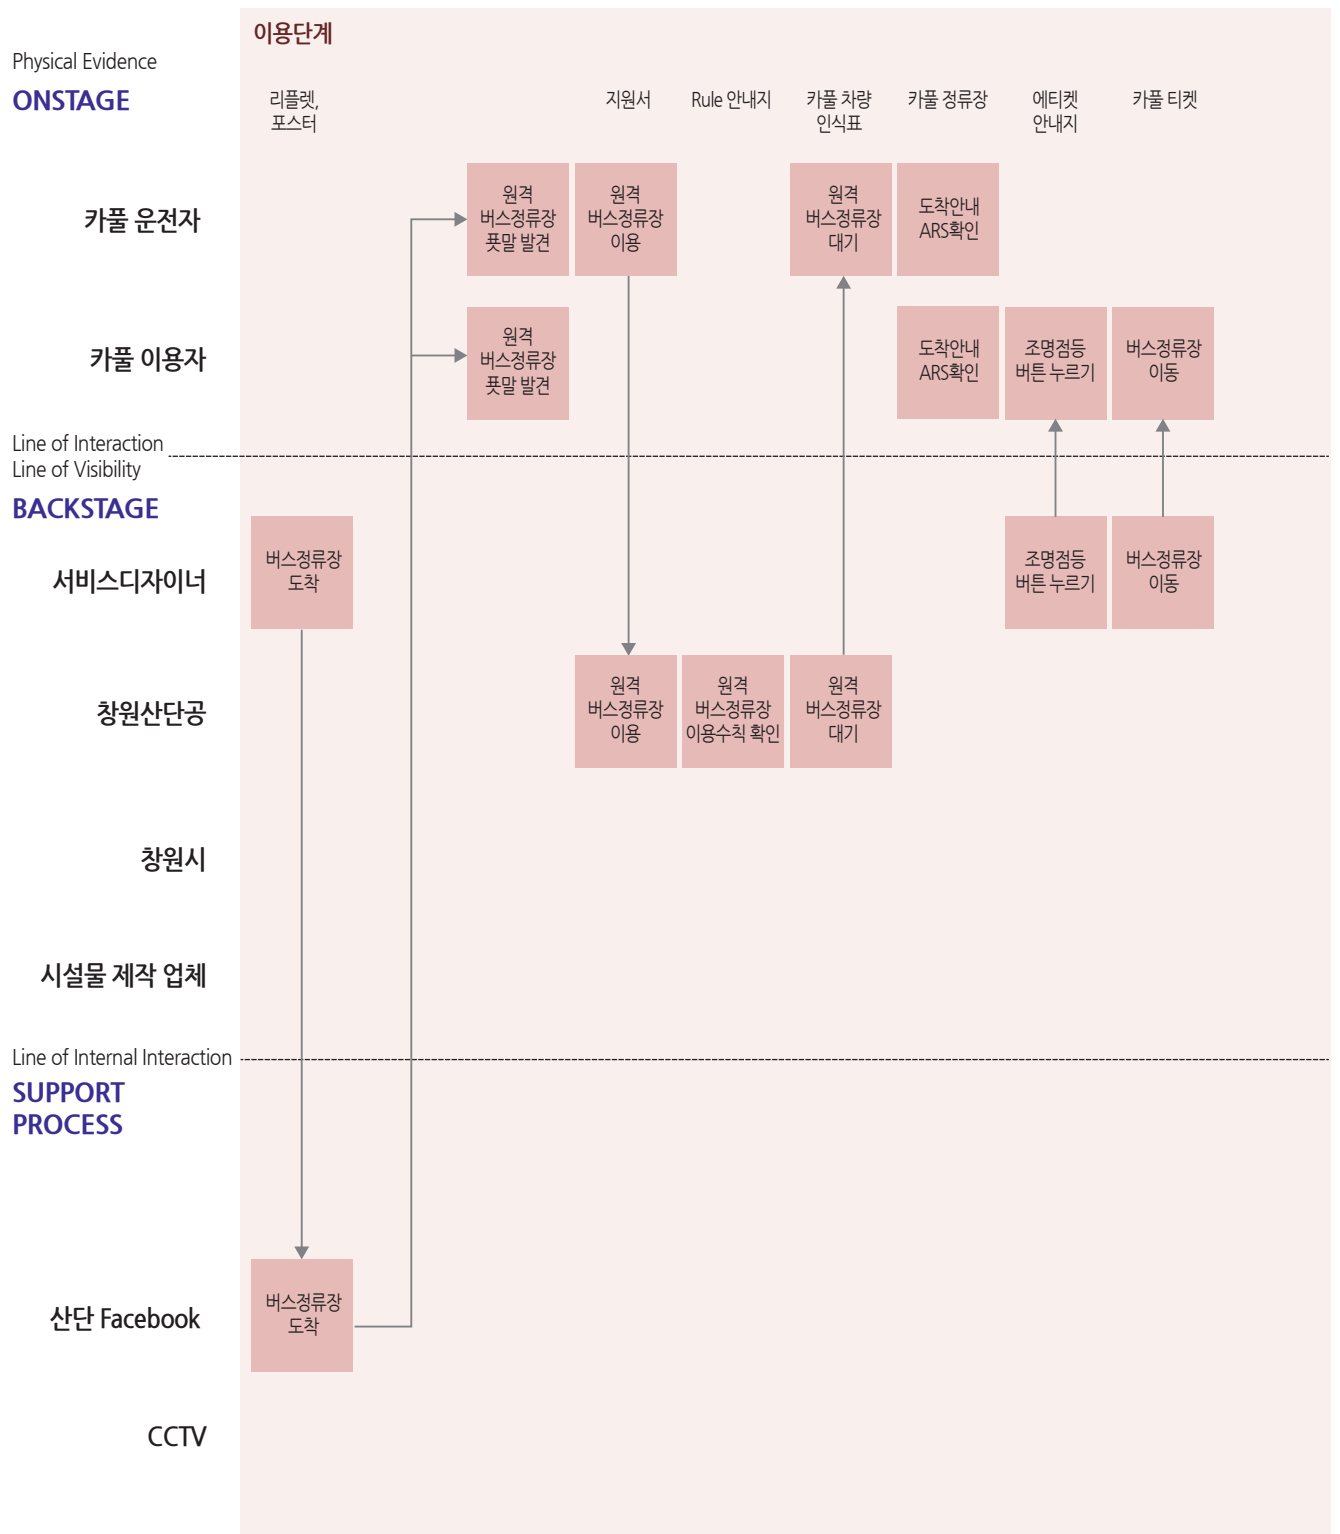 이용단계
Physical Evidence
ONSTAGE
리플렛,
포스터
지원서
Rule 안내지
카풀 차량
인식표
카풀 정류장
에티켓
안내지
카풀 티켓
카풀 운전자
원격
버스정류장
푯말 발견
원격
버스정류장
이용
원격
버스정류장
대기
도착안내
ARS확인
카풀 이용자
원격
버스정류장
푯말 발견
도착안내
ARS확인
조명점등
버튼 누르기
버스정류장
이동
Line of Interaction
Line of Visibility
BACKSTAGE
서비스디자이너
버스정류장
도착
조명점등
버튼 누르기
버스정류장
이동
창원산단공
원격
버스정류장
이용
원격
버스정류장
이용수칙 확인
원격
버스정류장
대기
창원시
시설물 제작 업체
Line of Internal Interaction
SUPPORT
PROCESS
산단 Facebook
버스정류장
도착
CCTV